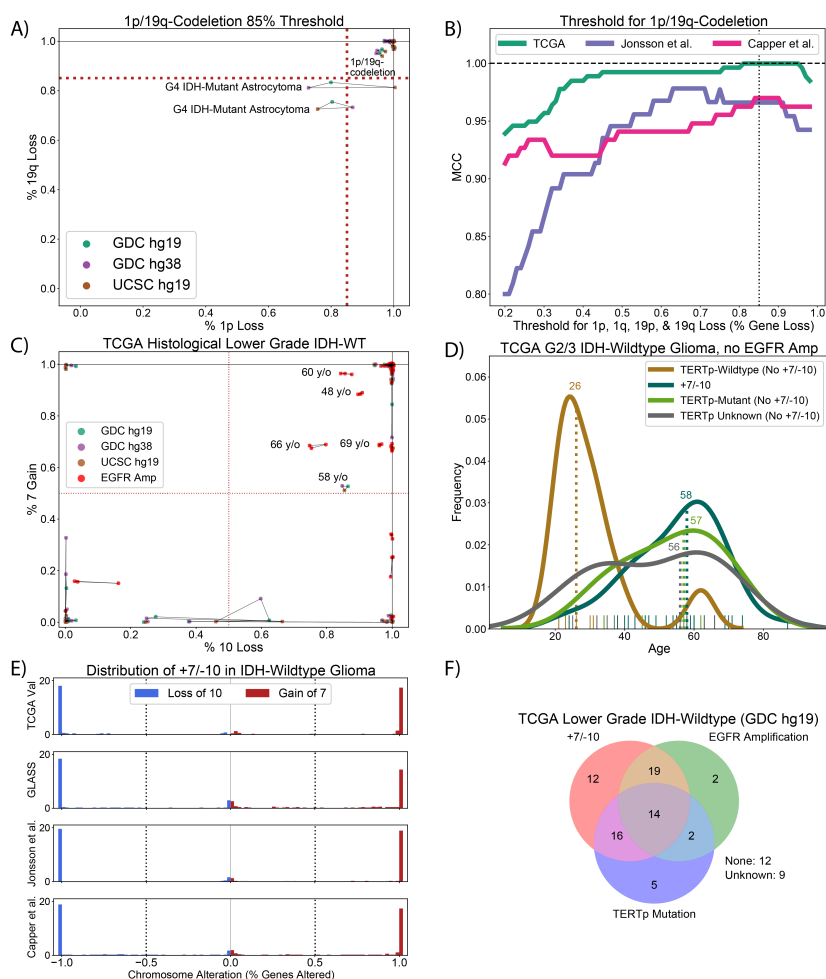 A)
1p/19q-Codeletion 85% Threshold
1.0
0.8
0.6
0.4
0.2
0.0
% 19q Loss
1p/19q-
codeletion
G4 IDH-Mutant Astrocytoma
G4 IDH-Mutant Astrocytoma
GDC hg19
GDC hg38
UCSC hg19
0.0 0.2 0.4 0.6 0.8 1.0
% 1p Loss
B)
Threshold for 1p/19q-Codeletion
TCGA Jonsson et al. Capper et al.
1.00
0.95
0.90
0.85
0.80
MCC
0.2 0.3 0.4 0.5 0.6 0.7 0.8 0.9 1.0
Threshold for 1p, 1q, 19p, & 19q Loss (% Gene Loss)
C)
TCGA Histological Lower Grade IDH-WT
1.0
0.8
0.6
0.4
0.2
0.0
% 7 Gain
60 y/o
48 y/o
66 y/o
69 y/o
58 y/o
GDC hg19
GDC hg38
UCSC hg19
EGFR Amp
0.0 0.2 0.4 0.6 0.8 1.0
% 10 Loss
D)
TCGA G2/3 IDH-Wildtype Glioma, no EGFR Amp
0.06
0.05
0.04
0.03
0.02
0.01
0.00
Frequency
26
58
57
56
TERTp-Wildtype (No +7/-10)
+7/-10
TERTp-Mutant (No +7/-10)
TERTp Unknown (No +7/-10)
20 40 60 80
Age
E)
Distribution of +7/-10 in IDH-Wildtype Glioma
Loss of 10 Gain of 7
TCGA Val
20
0
GLASS
20
0
Jonsson et al.
20
0
Capper et al.
20
0
−1.0 −0.5 0.0 0.5 1.0
Chromosome Alteration (% Genes Altered)
F)
TCGA Lower Grade IDH-Wildtype (GDC hg19)
+7/-10
EGFR Amplification
12
19
2
14
16
2
5
None: 12
Unknown: 9
TERTp Mutation